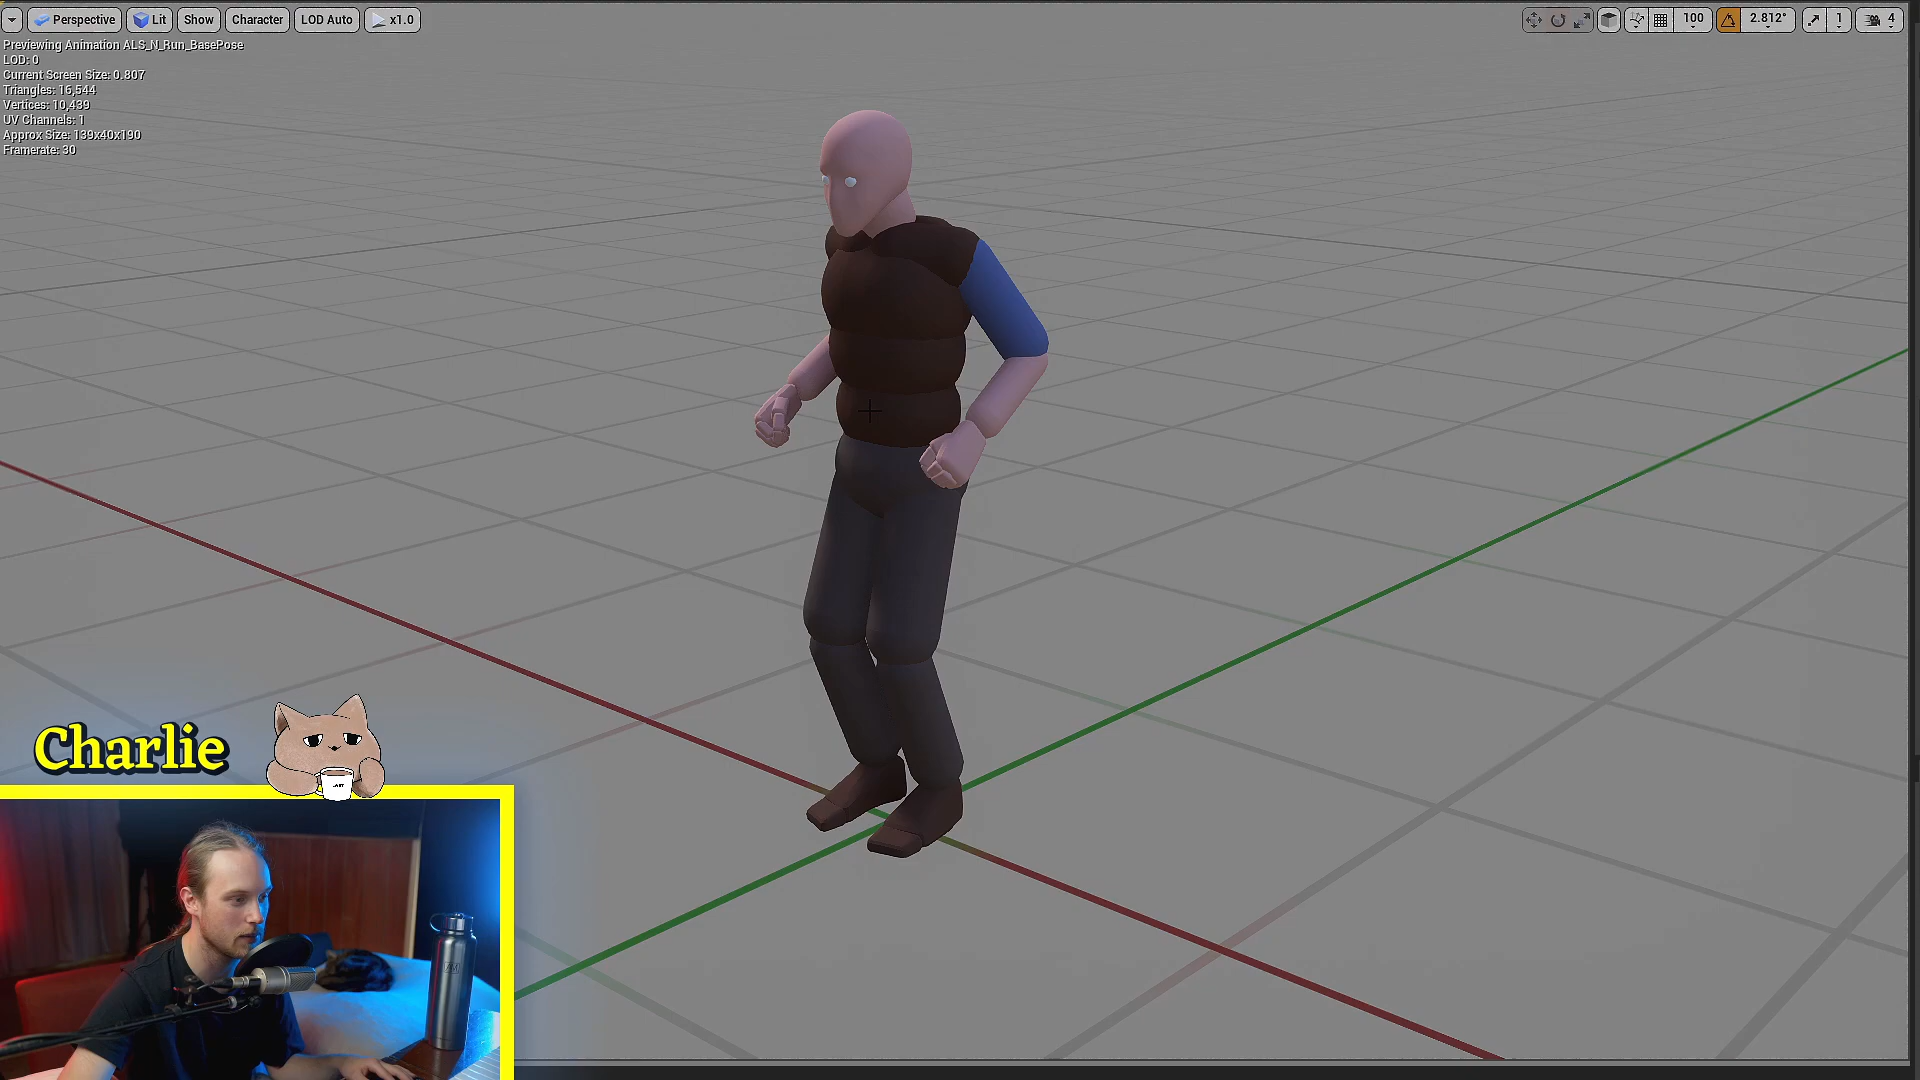 Perspective
Lit
Show
Character
LOD Auto
x1.0
100
2.812°
1
4
Previewing Animation ALS_N_Run_BasePose
LOD: 0
Current Screen Size: 0.807
Triangles: 16,544
Vertices: 10,439
UV Channels: 1
Approx Size: 139x40x190
Framerate: 30
Charlie